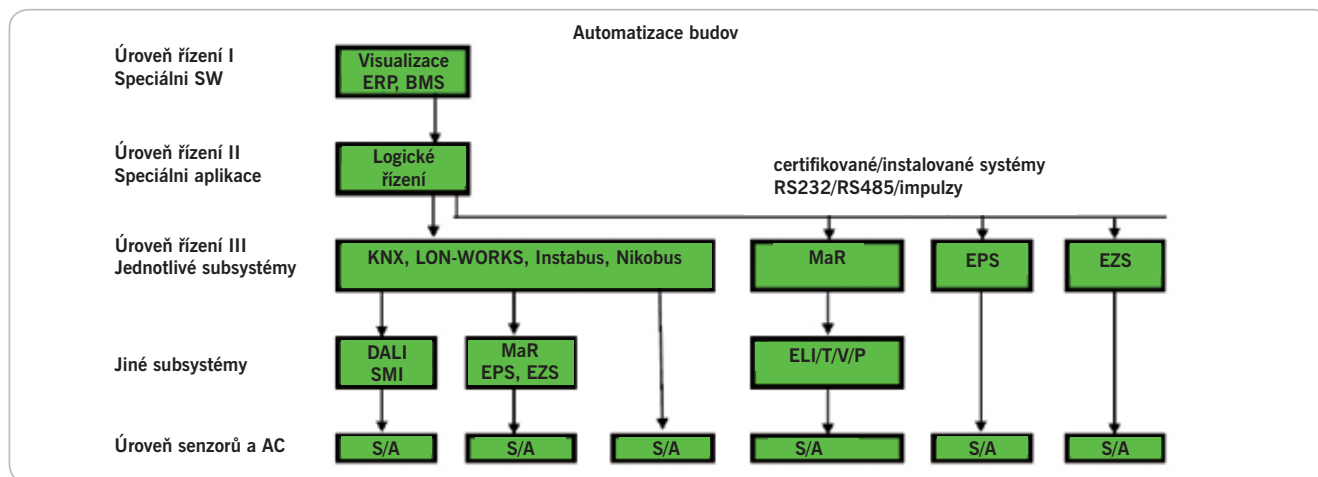 Automatizace budov
Úroveň řízení I
Speciálni SW
Visualizace
ERP, BMS
Úroveň řízení II
Speciálni aplikace
Logické
řízení
certifikované/instalované systémy
RS232/RS485/impulzy
Úroveň řízení III
Jednotlivé subsystémy
KNX, LON-WORKS, Instabus, Nikobus
MaR
EPS
EZS
Jiné subsystémy
DALI
SMI
MaR
EPS, EZS
ELI/T/V/P
Úroveň senzorů a AC
S/A
S/A
S/A
S/A
S/A
S/A